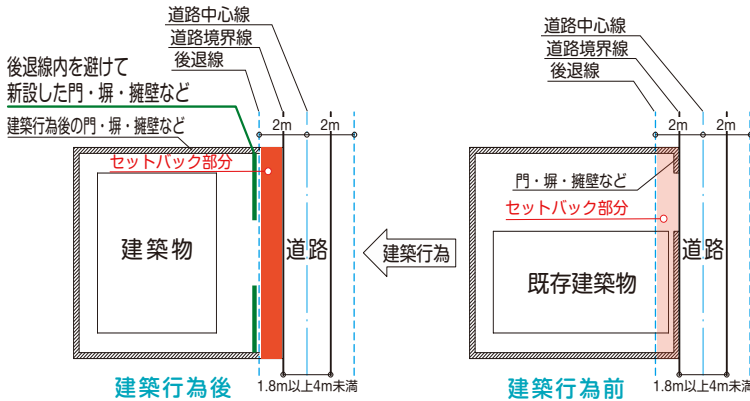 道路中心線
道路境界線
後退線
後退線内を避けて
新設した門・塀・擁壁など
建築行為後の門・塀・擁壁など
2m 2m
セットバック部分
建築物
道路
建築行為後
1.8m以上4m未満
建築行為
道路中心線
道路境界線
後退線
2m 2m
門・塀・擁壁など
セットバック部分
道路
既存建築物
建築行為前
1.8m以上4m未満